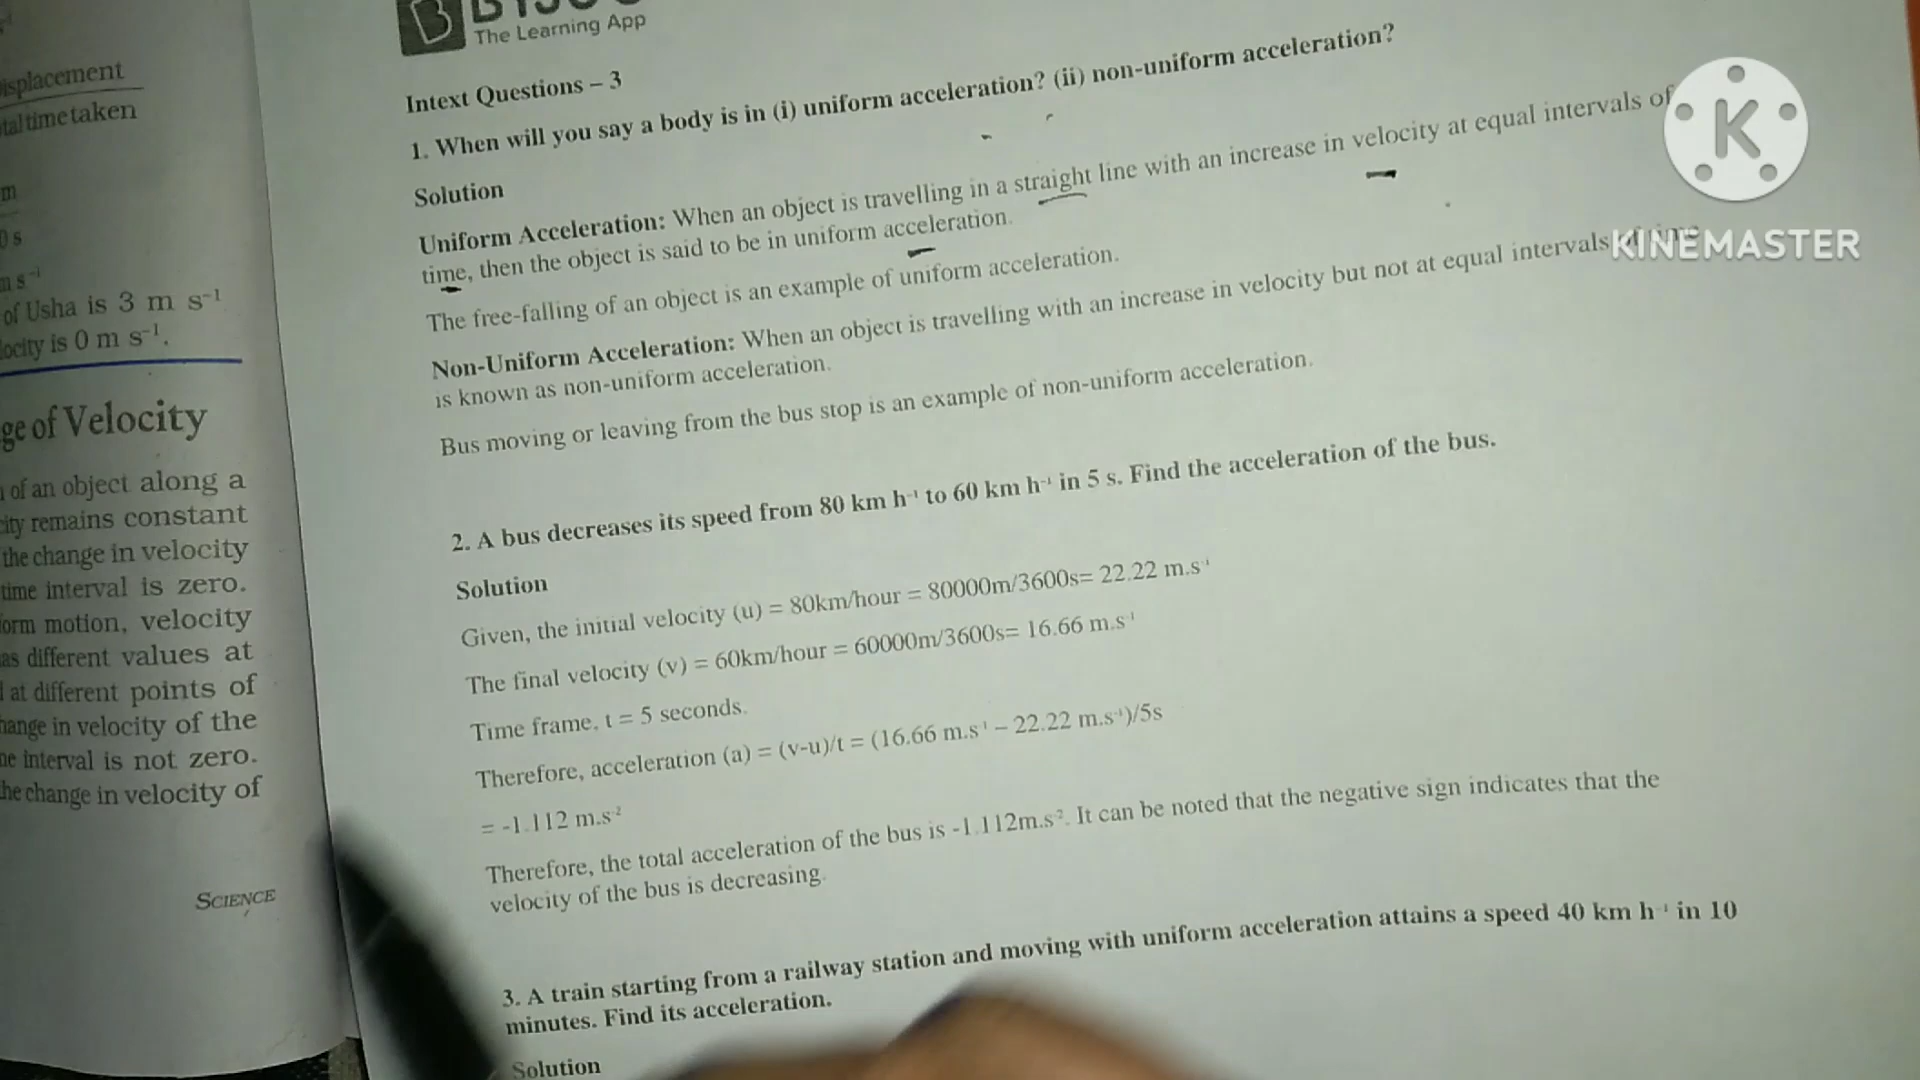 isplacement
tal time taken
m
0 s
m s⁻¹
of Usha is 3 m s⁻¹
locity is 0 m s⁻¹.
ge of Velocity
of an object along a
city remains constant
the change in velocity
time interval is zero.
orm motion, velocity
as different values at
at different points of
hange in velocity of the
ne interval is not zero.
he change in velocity of
SCIENCE
The Learning App
Intext Questions – 3
1. When will you say a body is in (i) uniform acceleration? (ii) non-uniform acceleration?
Solution
Uniform Acceleration: When an object is travelling in a straight line with an increase in velocity at equal intervals of
time, then the object is said to be in uniform acceleration.
The free-falling of an object is an example of uniform acceleration.
Non-Uniform Acceleration: When an object is travelling with an increase in velocity but not at equal intervals of time
is known as non-uniform acceleration.
Bus moving or leaving from the bus stop is an example of non-uniform acceleration.
2. A bus decreases its speed from 80 km h⁻¹ to 60 km h⁻¹ in 5 s. Find the acceleration of the bus.
Solution
Given, the initial velocity (u) = 80km/hour = 80000m/3600s= 22.22 m.s⁻¹
The final velocity (v) = 60km/hour = 60000m/3600s= 16.66 m.s⁻¹
Time frame, t = 5 seconds.
Therefore, acceleration (a) = (v-u)/t = (16.66 m.s⁻¹ – 22.22 m.s⁻¹)/5s
= -1.112 m.s⁻²
Therefore, the total acceleration of the bus is -1.112m.s⁻². It can be noted that the negative sign indicates that the
velocity of the bus is decreasing.
3. A train starting from a railway station and moving with uniform acceleration attains a speed 40 km h⁻¹ in 10
minutes. Find its acceleration.
Solution
K
KINEMASTER